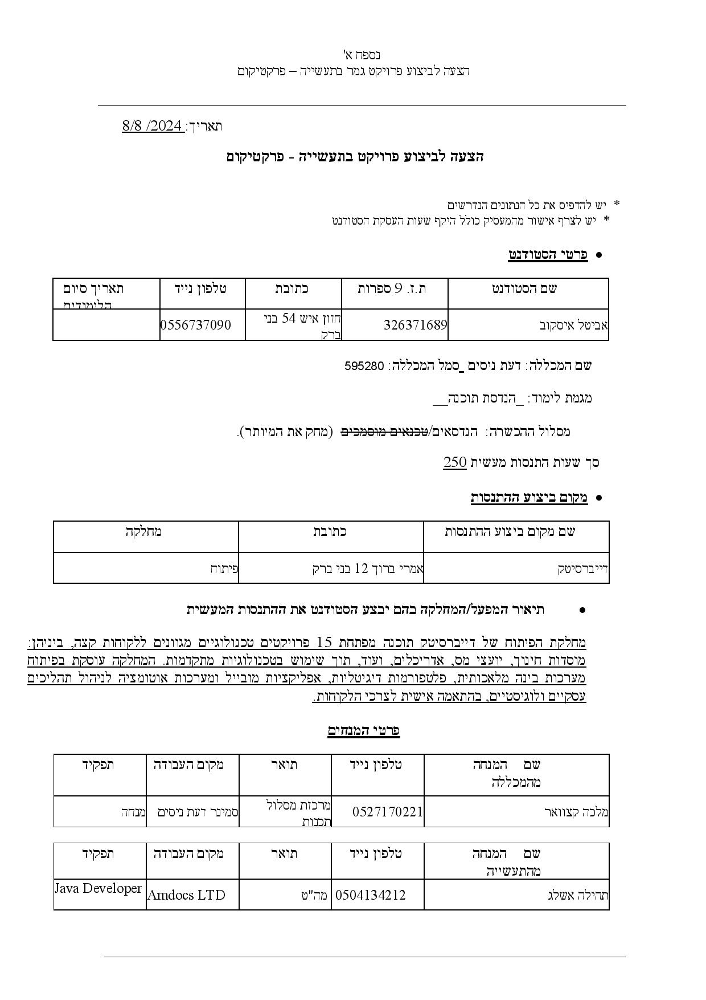 נספח א'
הצעה לביצוע פרויקט גמר בתעשייה – פרקטיקום
תאריך: 8/8 /2024
הצעה לביצוע פרויקט בתעשייה - פרקטיקום
* יש להדפיס את כל הנתונים הנדרשים
* יש לצרף אישור מהמעסיק כולל היקף שעות העסקת הסטודנט
• פרטי הסטודנט
שם הסטודנט ת.ז. 9 ספרות כתובת טלפון נייד תאריך סיום
הלימודים
אביטל איסקוב 326371689 חזון איש 54 בני 0556737090
ברק
שם המכללה: דעת ניסים _סמל המכללה: 595280
מגמת לימוד: _הנדסת תוכנה__
מסלול ההכשרה: הנדסאים/טכנאים מוסמכים (מחק את המיותר).
סך שעות התנסות מעשית 250
• מקום ביצוע ההתנסות
שם מקום ביצוע ההתנסות כתובת מחלקה
דייברסיטק אמרי ברוך 12 בני ברק פיתוח
• תיאור המפעל/המחלקה בהם יבצע הסטודנט את ההתנסות המעשית
מחלקת הפיתוח של דייברסיטק תוכנה מפתחת 15 פרויקטים טכנולוגיים מגוונים ללקוחות קצה, ביניהן:
מוסדות חינוך, יועצי מס, אדריכלים, ועוד, תוך שימוש בטכנולוגיות מתקדמות. המחלקה עוסקת בפיתוח
מערכות בינה מלאכותית, פלטפורמות דיגיטליות, אפליקציות מובייל ומערכות אוטומציה לניהול תהליכים
עסקיים ולוגיסטיים, בהתאמה אישית לצרכי הלקוחות.
פרטי המנחים
שם המנחה טלפון נייד תואר מקום העבודה תפקיד
מהמכללה
מלכה קצוואר 0527170221 מרכזת מסלול סמינר דעת ניסים מנחה
תכנות
שם המנחה טלפון נייד תואר מקום העבודה תפקיד
מהתעשייה
תהילה אשלג 0504134212 מה"ט Amdocs LTD Java Developer